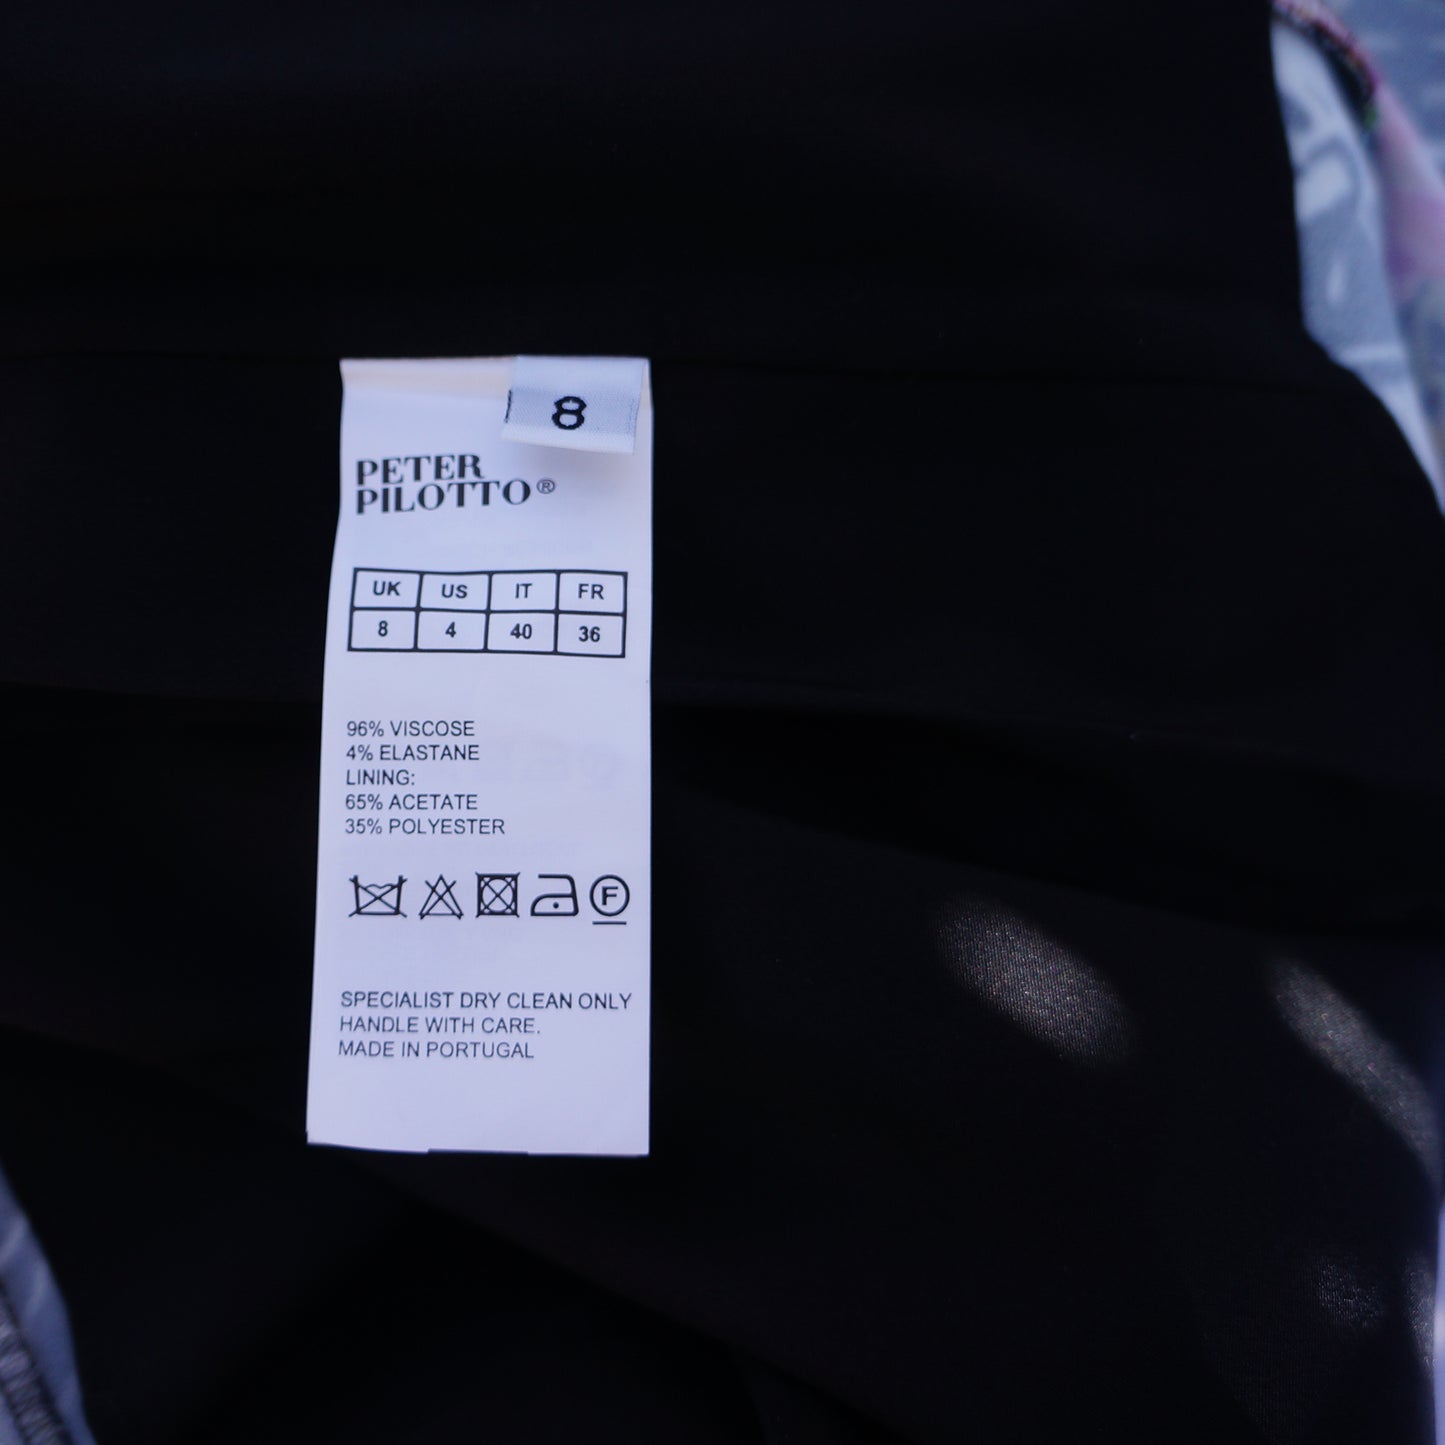 8
PETER
PILOTTO®
UK US IT FR
8 4 40 36
96% VISCOSE
4% ELASTANE
LINING:
65% ACETATE
35% POLYESTER
F
SPECIALIST DRY CLEAN ONLY
HANDLE WITH CARE.
MADE IN PORTUGAL